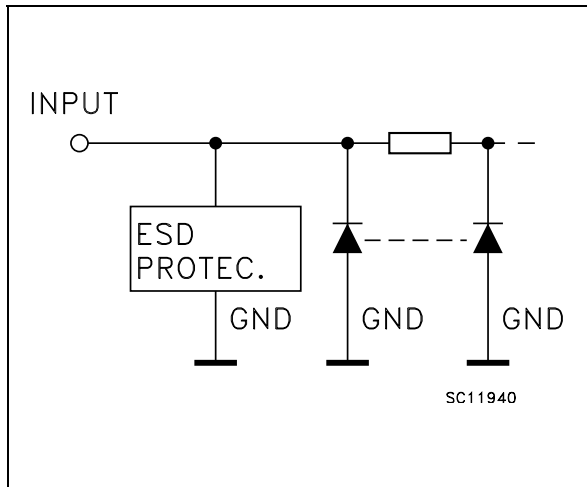 INPUT
ESD
PROTEC.
GND GND GND
SC11940